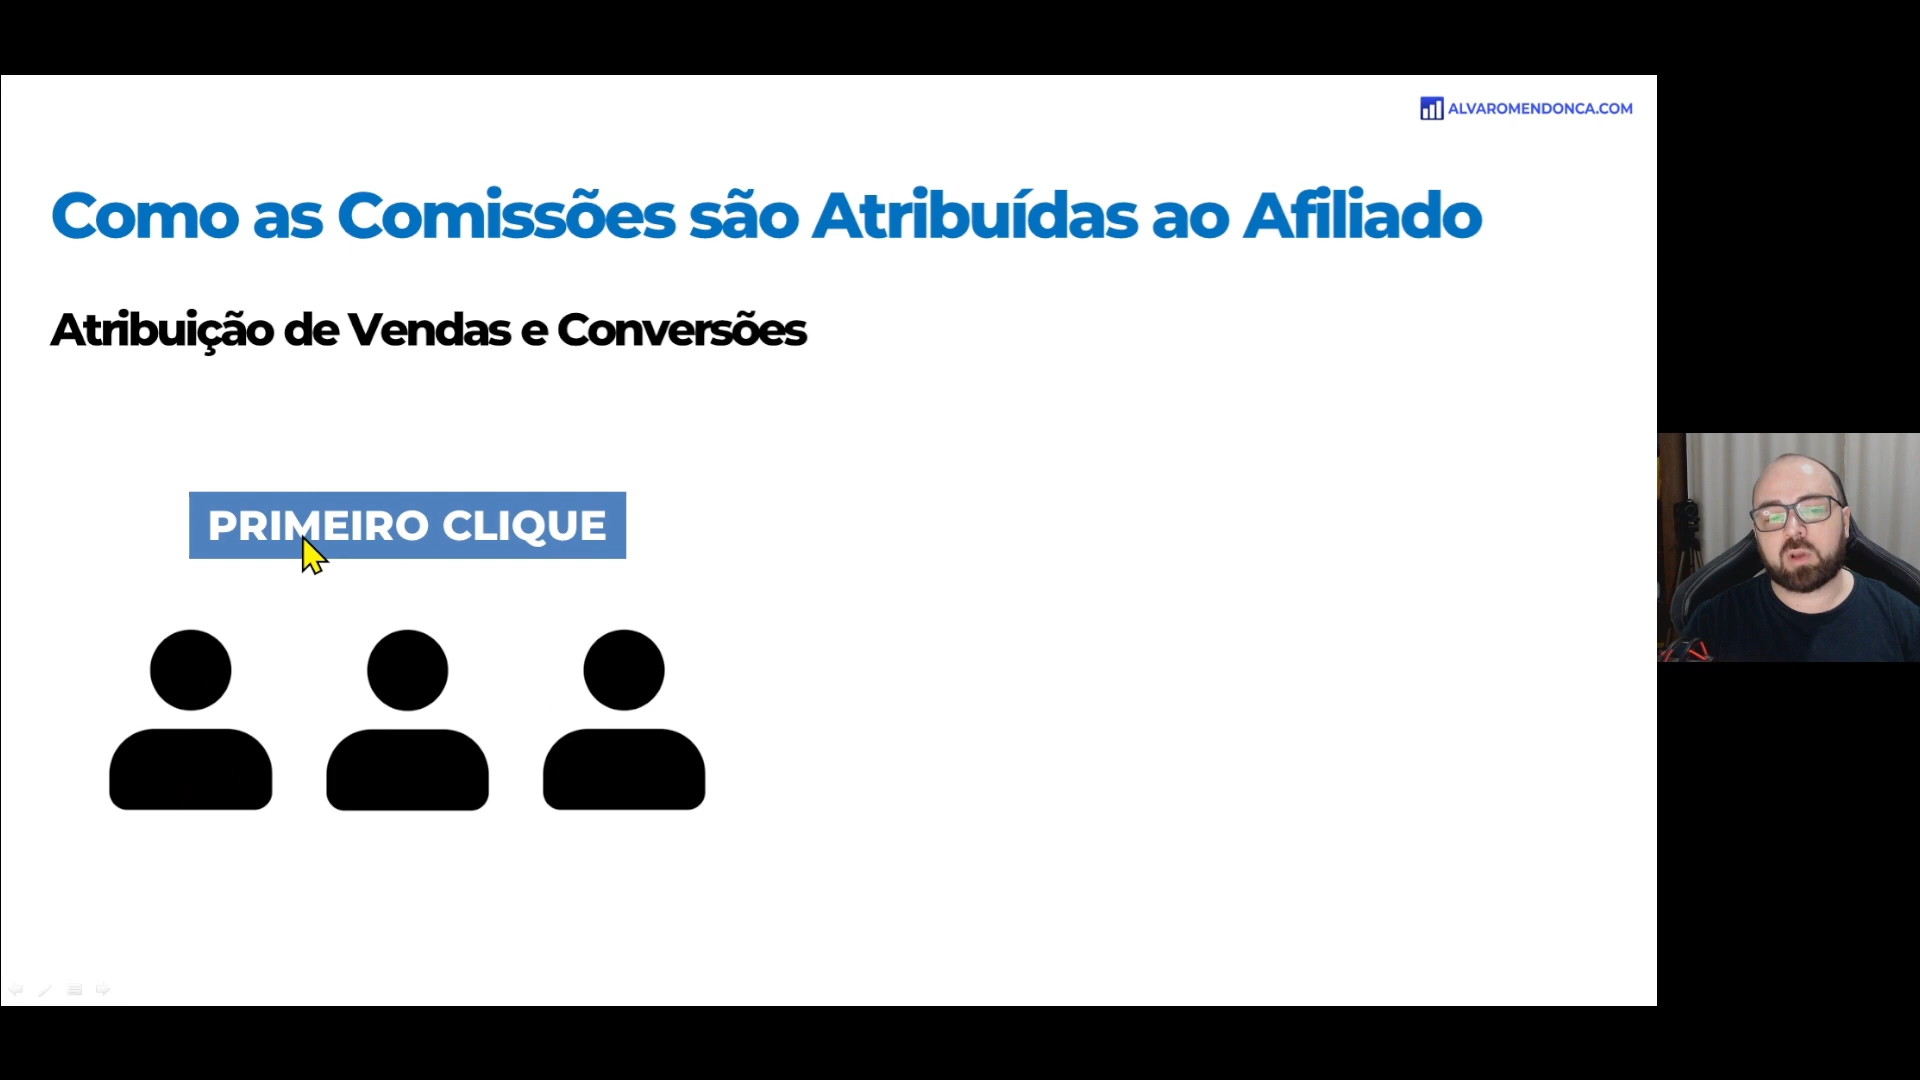 ALVAROMENDONCA.COM
Como as Comissões são Atribuídas ao Afiliado
Atribuição de Vendas e Conversões
PRIMEIRO CLIQUE